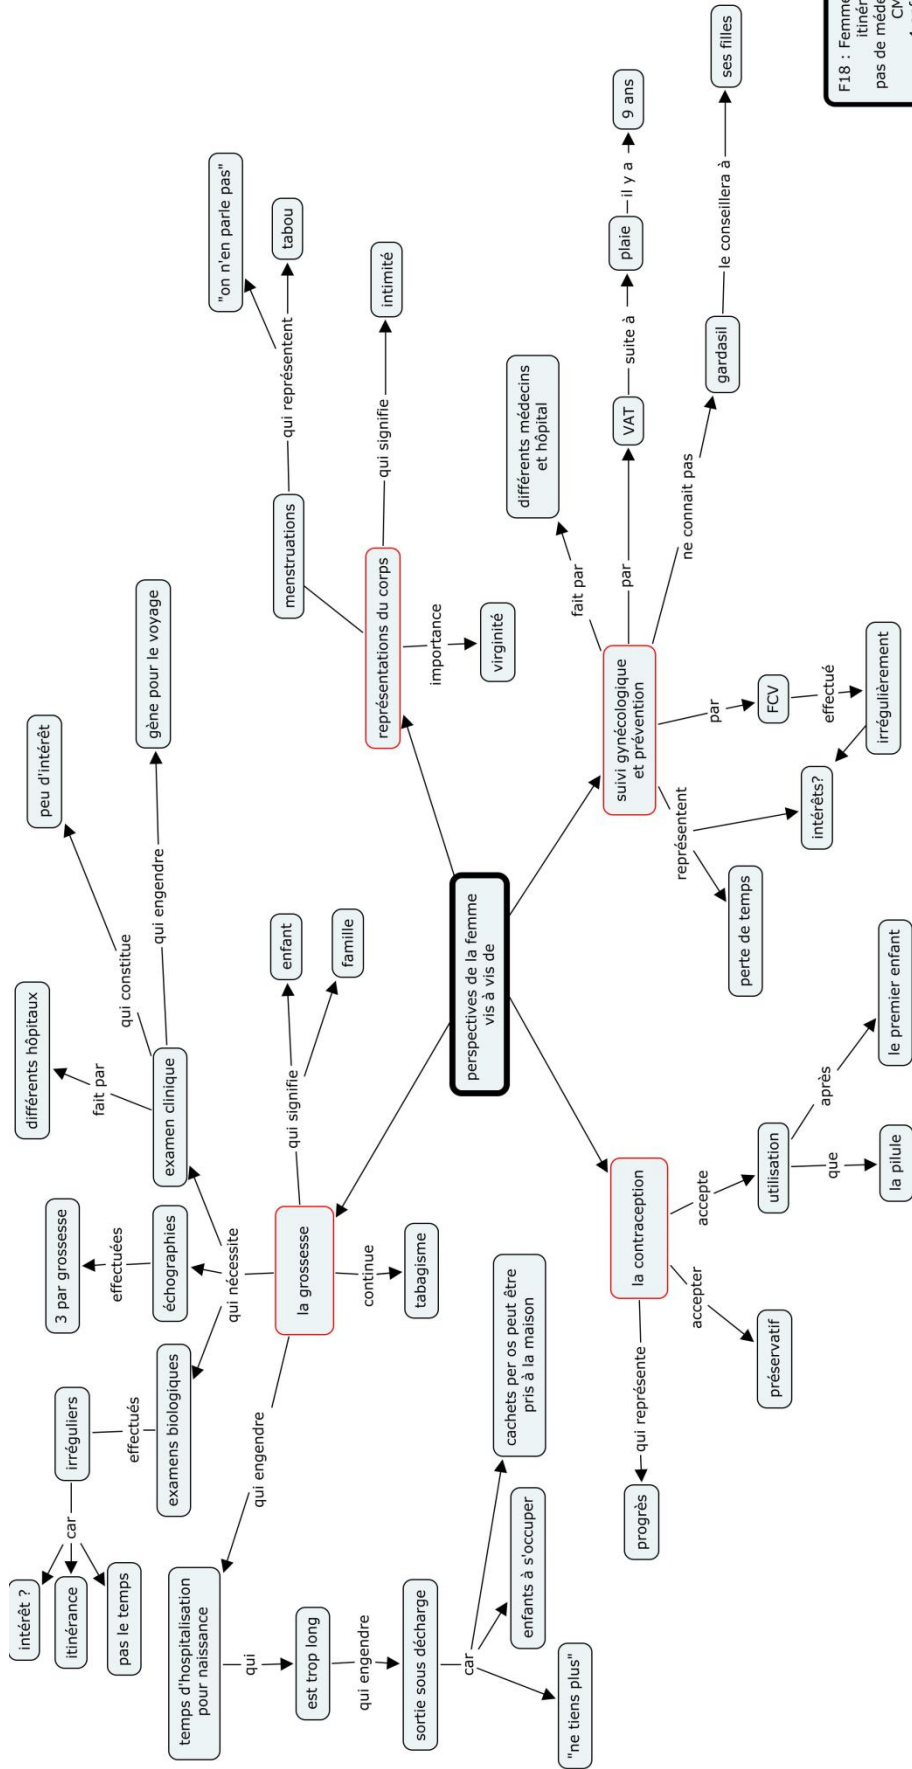 F18 : Femme
itinér
pas de méde
CM
"on n'en parle pas"
tabou
qui représentent
menstruations
intimité
qui signifie
représentations du corps
importance
virginité
ses filles
9 ans
il y a
plaie
suite à
VAT
le conseillera à
gardasil
ne connait pas
différents médecins
et hôpital
fait par
par
suivi gynécologique
et prévention
par
FCV
effectué
irrégulièrement
représentent
intérêts?
perte de temps
gène pour le voyage
peu d'intérêt
qui engendre
qui constitue
différents hôpitaux
fait par
examen clinique
enfant
famille
qui signifie
perspectives de la femme
vis à vis de
3 par grossesse
effectuées
échographies
qui nécessite
la grossesse
continue
tabagisme
examens biologiques
effectués
irréguliers
car
intérêt ?
itinérance
pas le temps
qui engendre
temps d'hospitalisation
pour naissance
qui
est trop long
qui engendre
sortie sous décharge
car
cachets per os peut être
pris à la maison
enfants à s'occuper
"ne tiens plus"
la contraception
accepte
utilisation
après
le premier enfant
que
la pilule
accepter
préservatif
qui représente
progrès